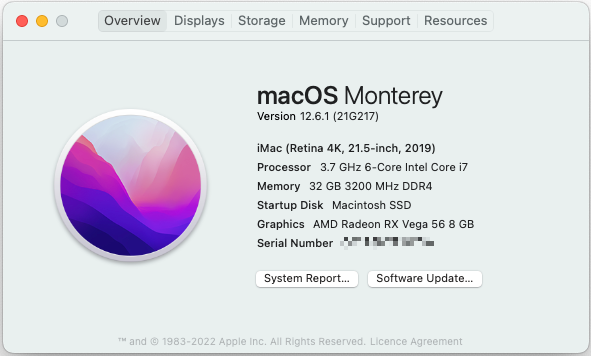 Overview Displays Storage Memory Support Resources
macOS Monterey
Version 12.6.1 (21G217)
iMac (Retina 4K, 21.5-inch, 2019)
Processor 3.7 GHz 6-Core Intel Core i7
Memory 32 GB 3200 MHz DDR4
Startup Disk Macintosh SSD
Graphics AMD Radeon RX Vega 56 8 GB
Serial Number
System Report... Software Update...
™ and © 1983-2022 Apple Inc. All Rights Reserved. Licence Agreement